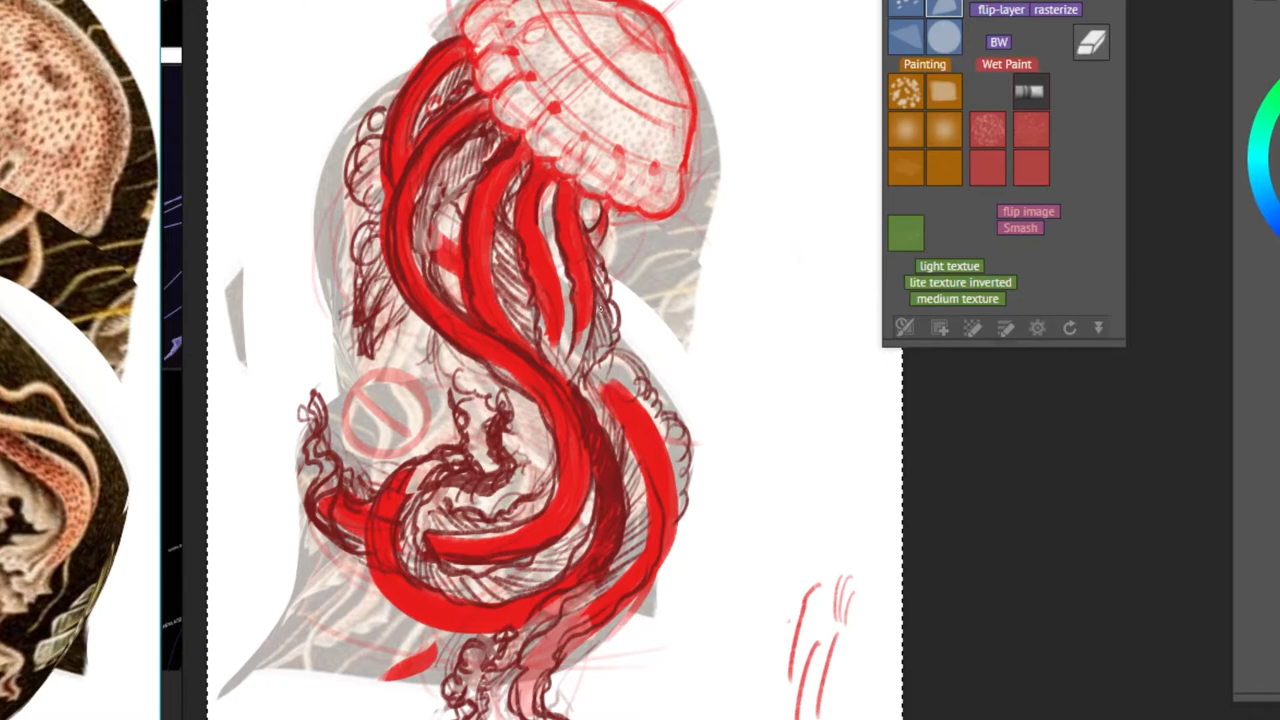 flip-layer rasterize
BW
Painting
Wet Paint
flip image
Smash
light textue
lite texture inverted
medium texture